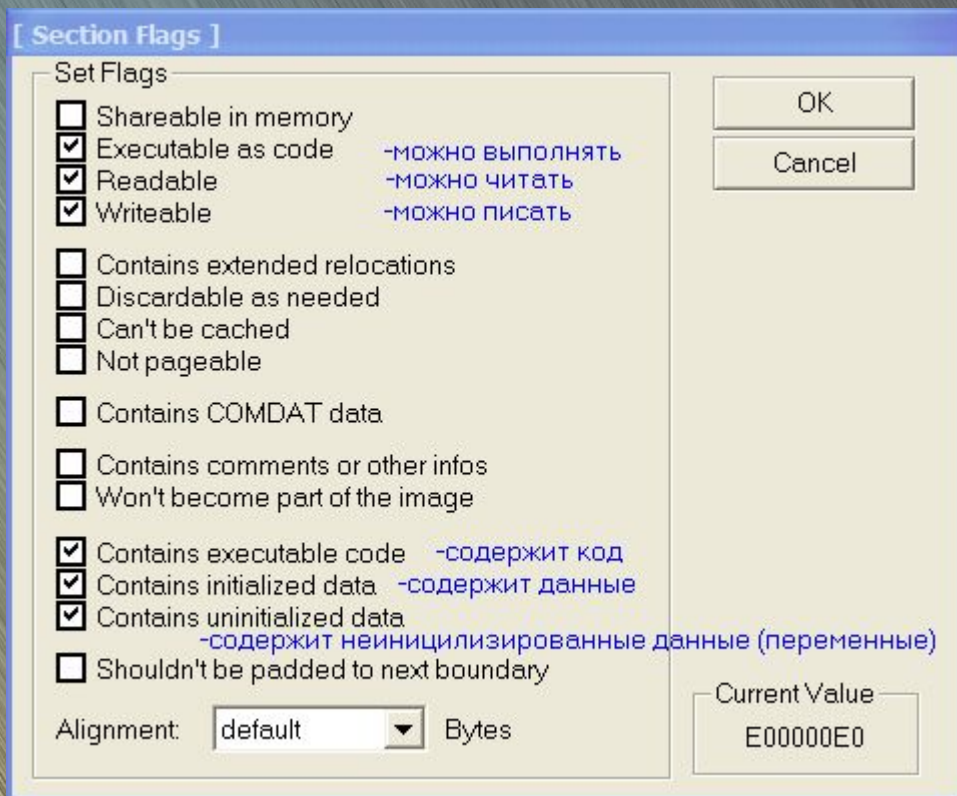 [ Section Flags ]
Set Flags
Shareable in memory
Executable as code -можно выполнять
Readable -можно читать
Writeable -можно писать
Contains extended relocations
Discardable as needed
Can't be cached
Not pageable
Contains COMDAT data
Contains comments or other infos
Won't become part of the image
Contains executable code -содержит код
Contains initialized data -содержит данные
Contains uninitialized data
-содержит неиницилизированные данные (переменные)
Shouldn't be padded to next boundary
Alignment: default Bytes
OK
Cancel
Current Value
E00000E0